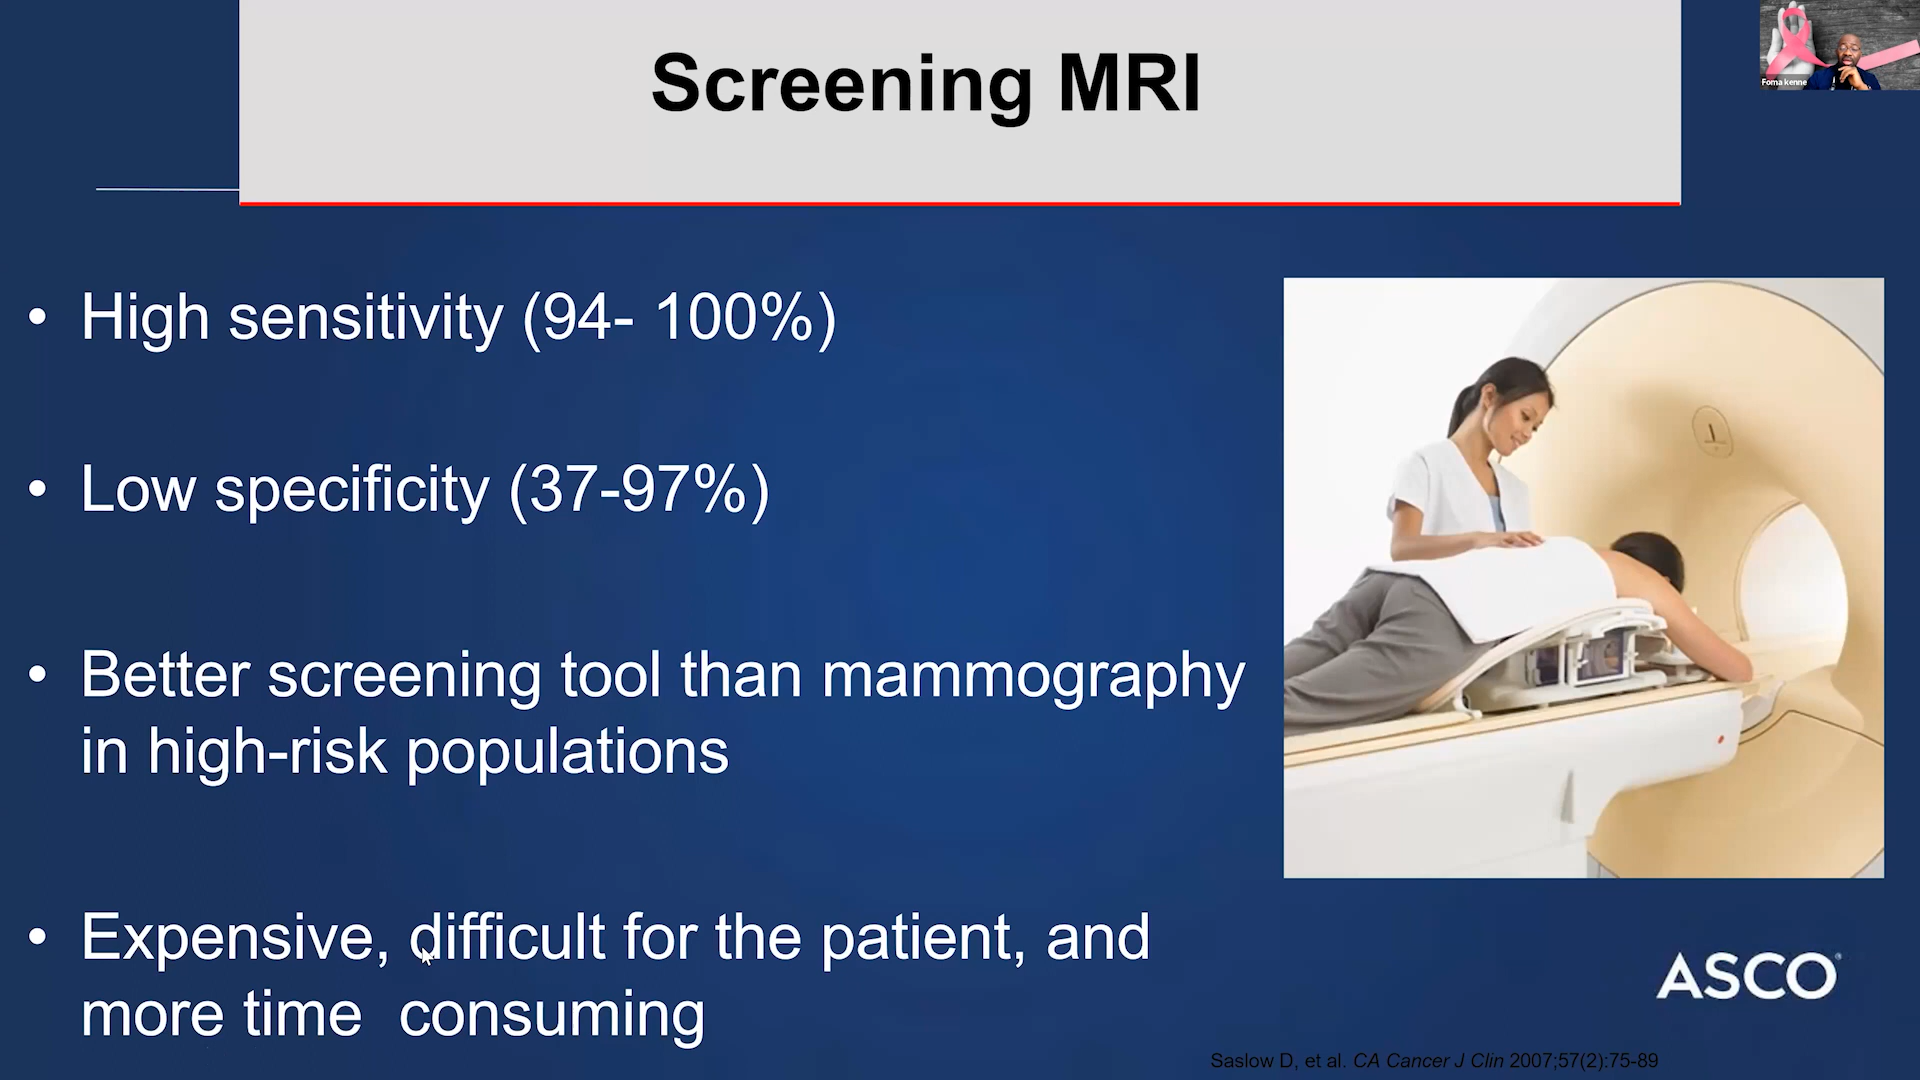 Screening MRI
Foma kenne
• High sensitivity (94- 100%)
• Low specificity (37-97%)
• Better screening tool than mammography
in high-risk populations
• Expensive, difficult for the patient, and
more time  consuming
ASCO®
Saslow D, et al. CA Cancer J Clin 2007;57(2):75-89